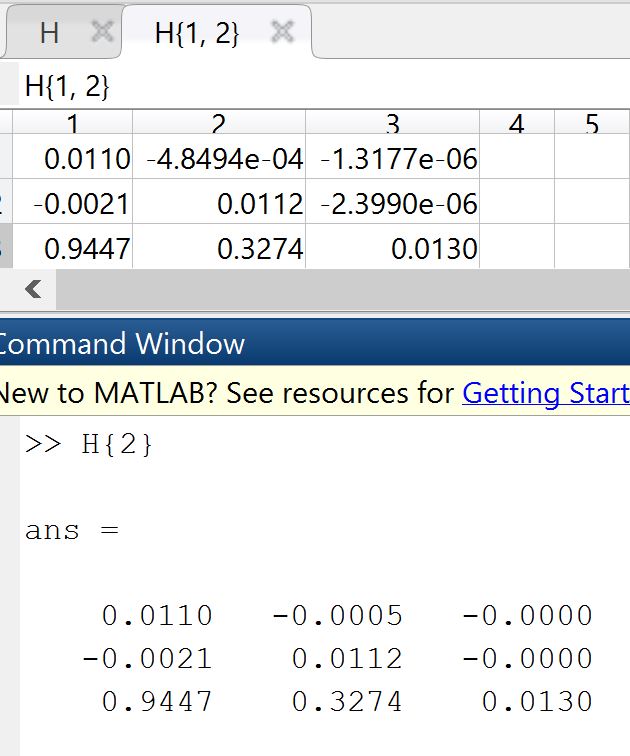 H H{1, 2}
H{1, 2}
1 2 3 4 5
0.0110 -4.8494e-04 -1.3177e-06
2 -0.0021 0.0112 -2.3990e-06
0.9447 0.3274 0.0130
Command Window
New to MATLAB? See resources for Getting Start
>> H{2}
ans =
0.0110 -0.0005 -0.0000
-0.0021 0.0112 -0.0000
0.9447 0.3274 0.0130